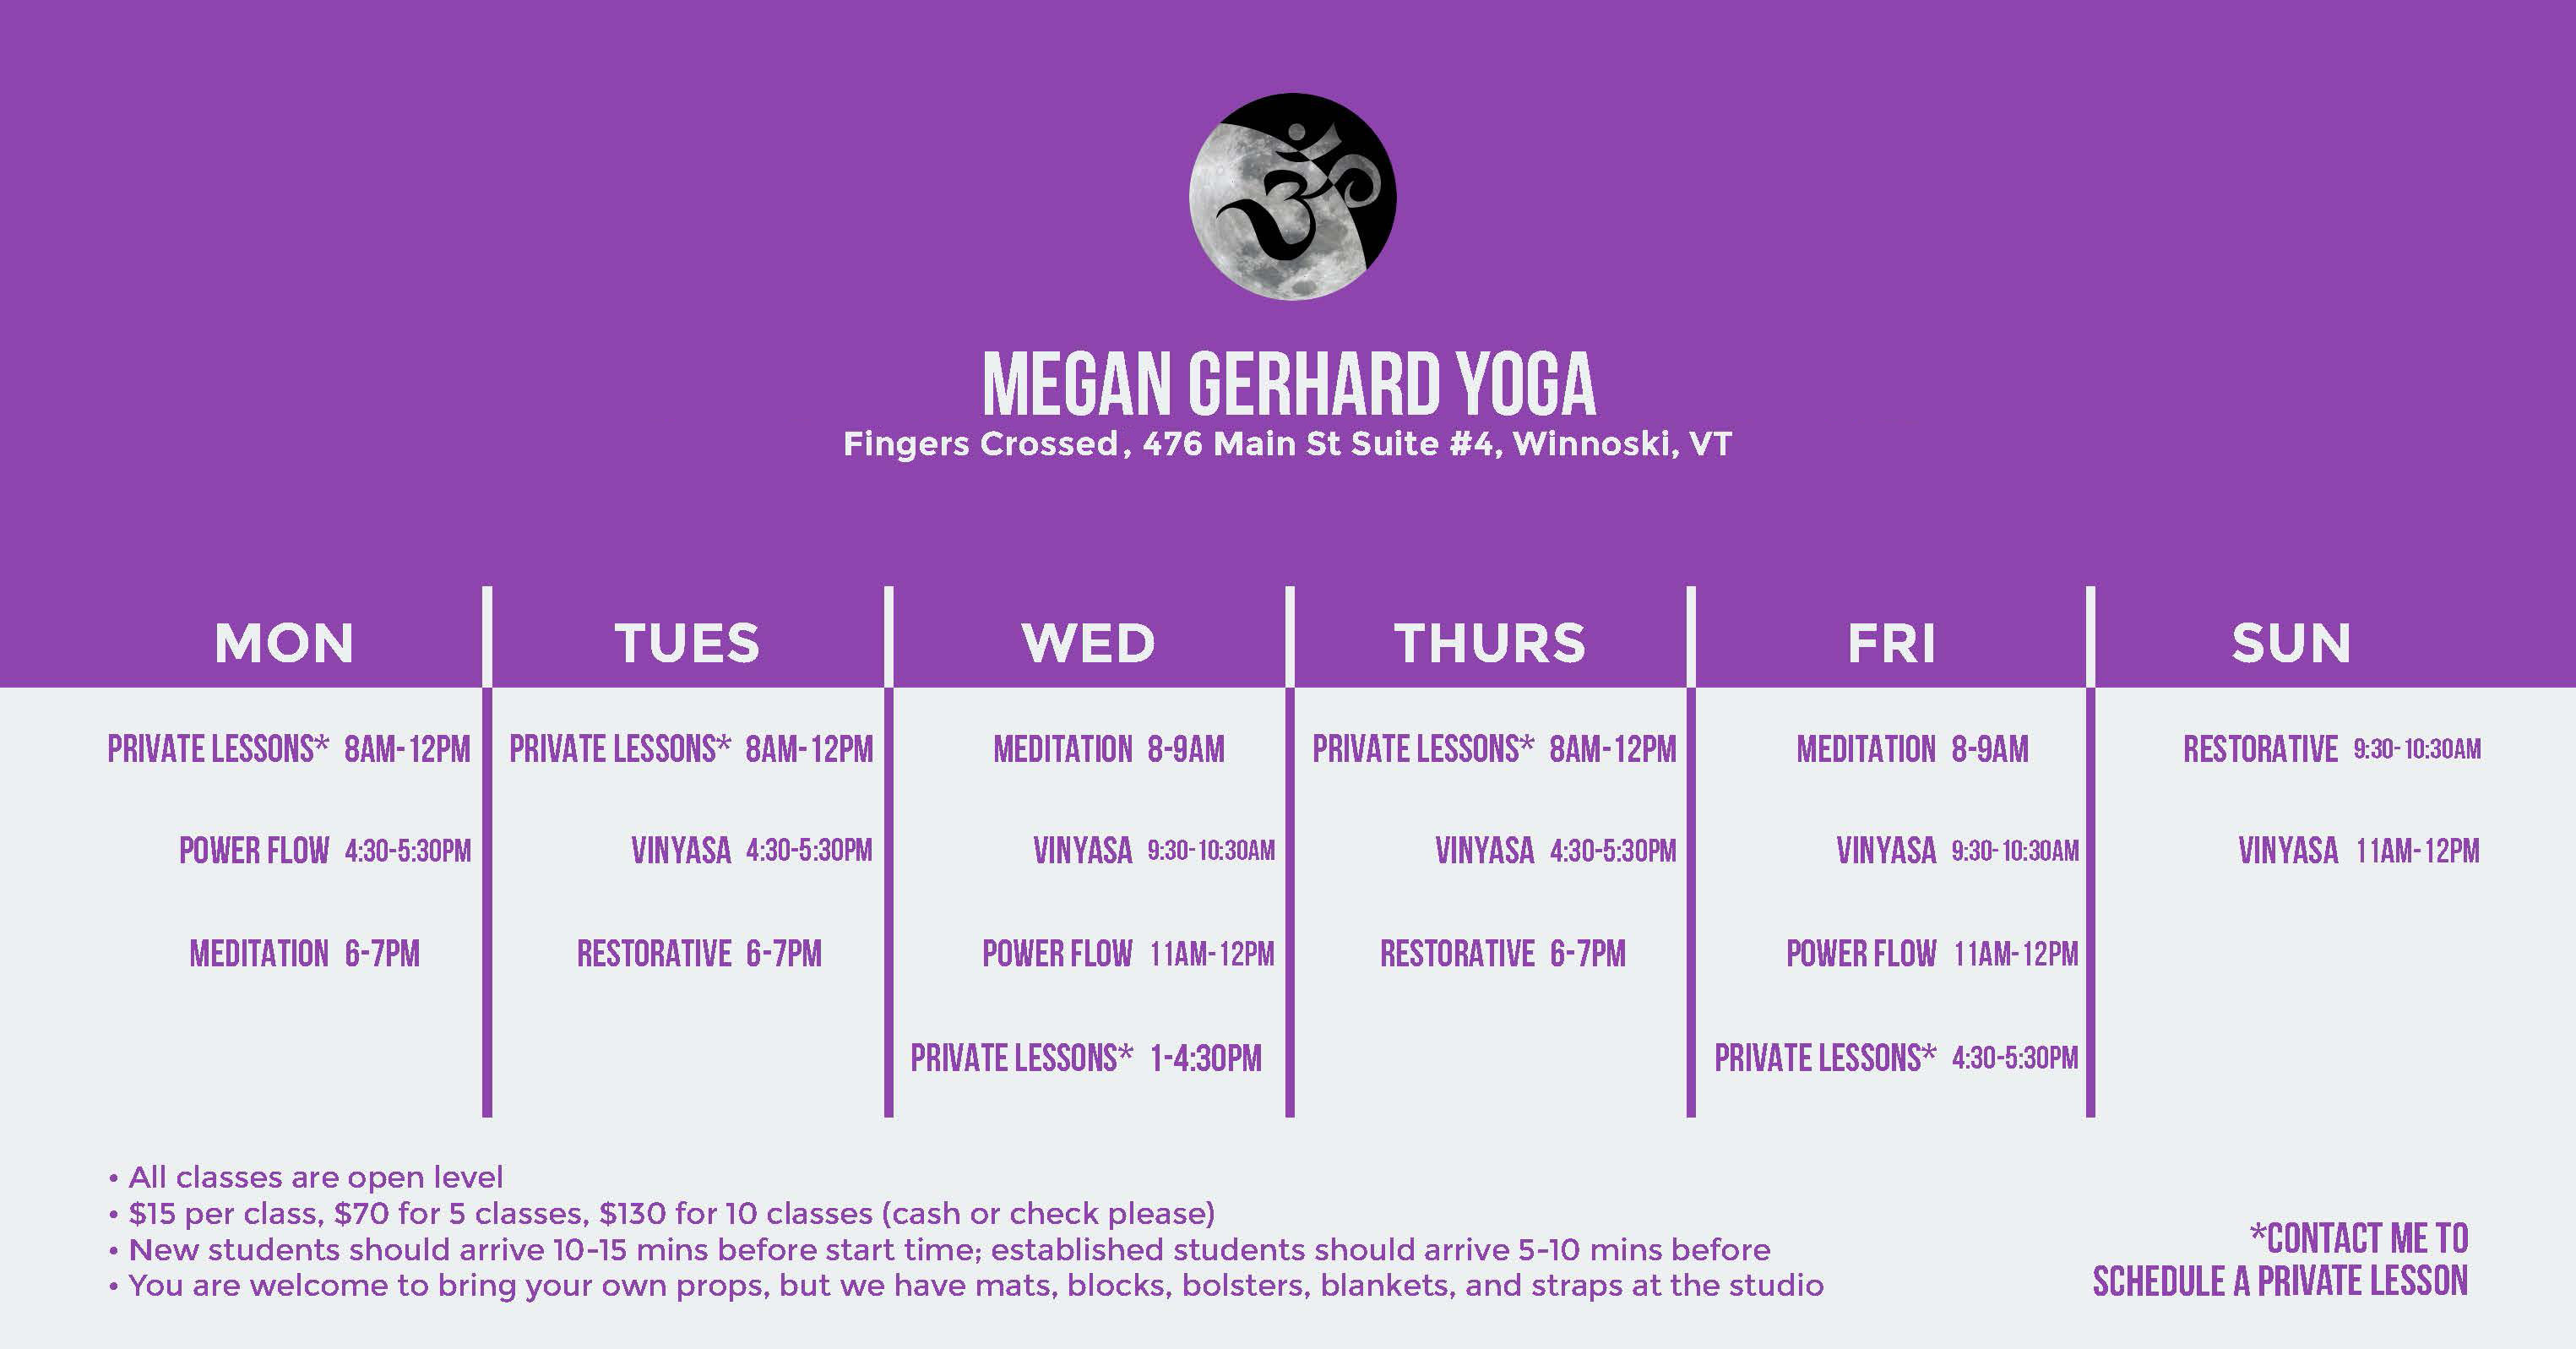 ॐ
MEGAN GERHARD YOGA
Fingers Crossed, 476 Main St Suite #4, Winnoski, VT
MON
PRIVATE LESSONS* 8AM-12PM
POWER FLOW 4:30-5:30PM
MEDITATION 6-7PM
TUES
PRIVATE LESSONS* 8AM-12PM
VINYASA 4:30-5:30PM
RESTORATIVE 6-7PM
WED
MEDITATION 8-9AM
VINYASA 9:30-10:30AM
POWER FLOW 11AM-12PM
PRIVATE LESSONS* 1-4:30PM
THURS
PRIVATE LESSONS* 8AM-12PM
VINYASA 4:30-5:30PM
RESTORATIVE 6-7PM
FRI
MEDITATION 8-9AM
VINYASA 9:30-10:30AM
POWER FLOW 11AM-12PM
PRIVATE LESSONS* 4:30-5:30PM
SUN
RESTORATIVE 9:30-10:30AM
VINYASA 11AM-12PM
• All classes are open level
• $15 per class, $70 for 5 classes, $130 for 10 classes (cash or check please)
• New students should arrive 10-15 mins before start time; established students should arrive 5-10 mins before
• You are welcome to bring your own props, but we have mats, blocks, bolsters, blankets, and straps at the studio
*CONTACT ME TO
SCHEDULE A PRIVATE LESSON